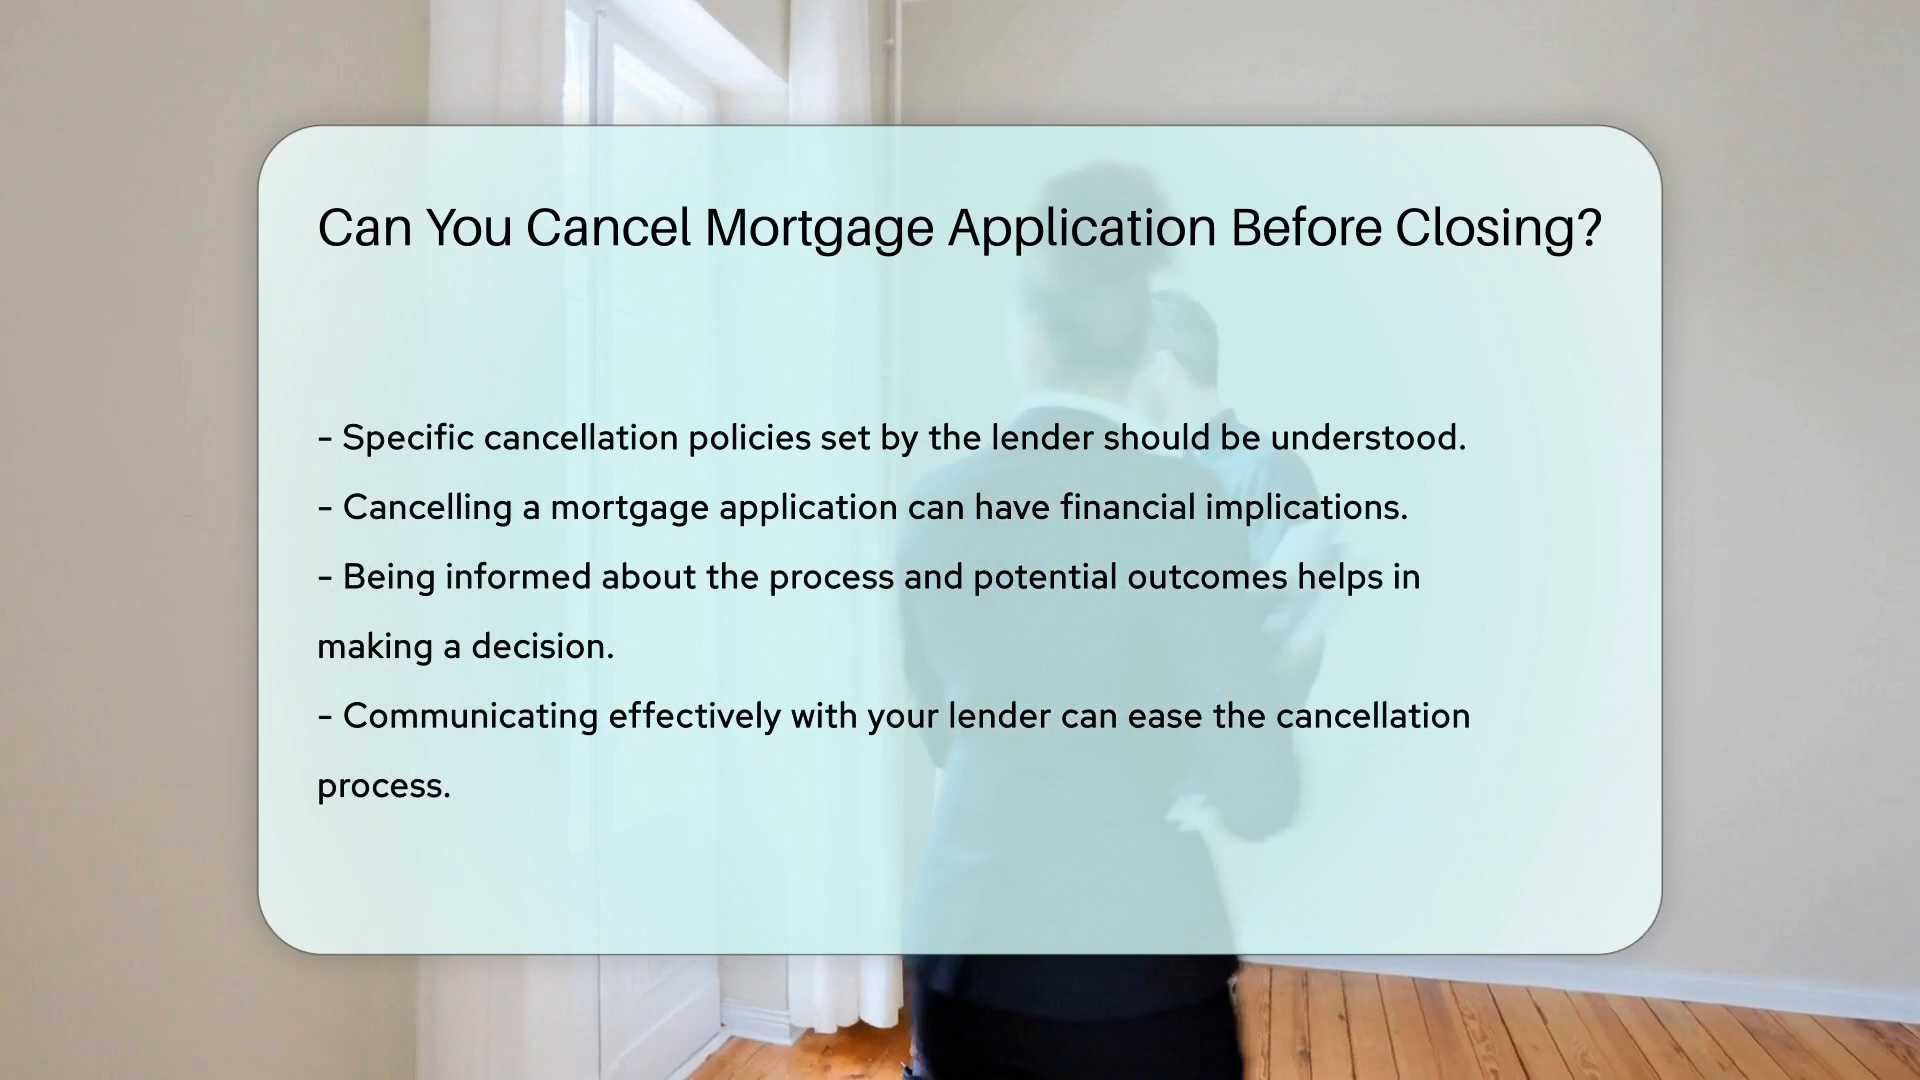 Can You Cancel Mortgage Application Before Closing?
- Specific cancellation policies set by the lender should be understood.
- Cancelling a mortgage application can have financial implications.
- Being informed about the process and potential outcomes helps in
making a decision.
- Communicating effectively with your lender can ease the cancellation
process.